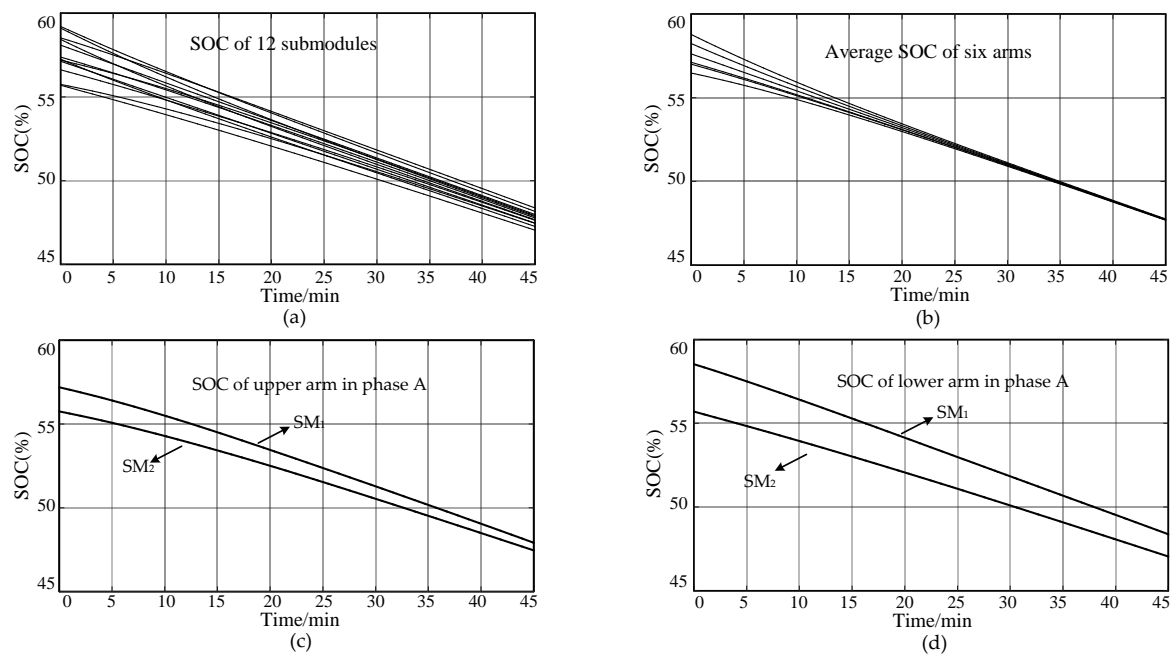 60
SOC of 12 submodules
55
SOC(%)
50
45
0 5 10 15 20 25 30 35 40 45
Time/min
(a)
60
Average SOC of six arms
55
SOC(%)
50
45
0 5 10 15 20 25 30 35 40 45
Time/min
(b)
60
SOC of upper arm in phase A
SM1
55
SM2
SOC(%)
50
45
0 5 10 15 20 25 30 35 40 45
Time/min
(c)
60
SOC of lower arm in phase A
SM1
55
SM2
SOC(%)
50
45
0 5 10 15 20 25 30 35 40 45
Time/min
(d)